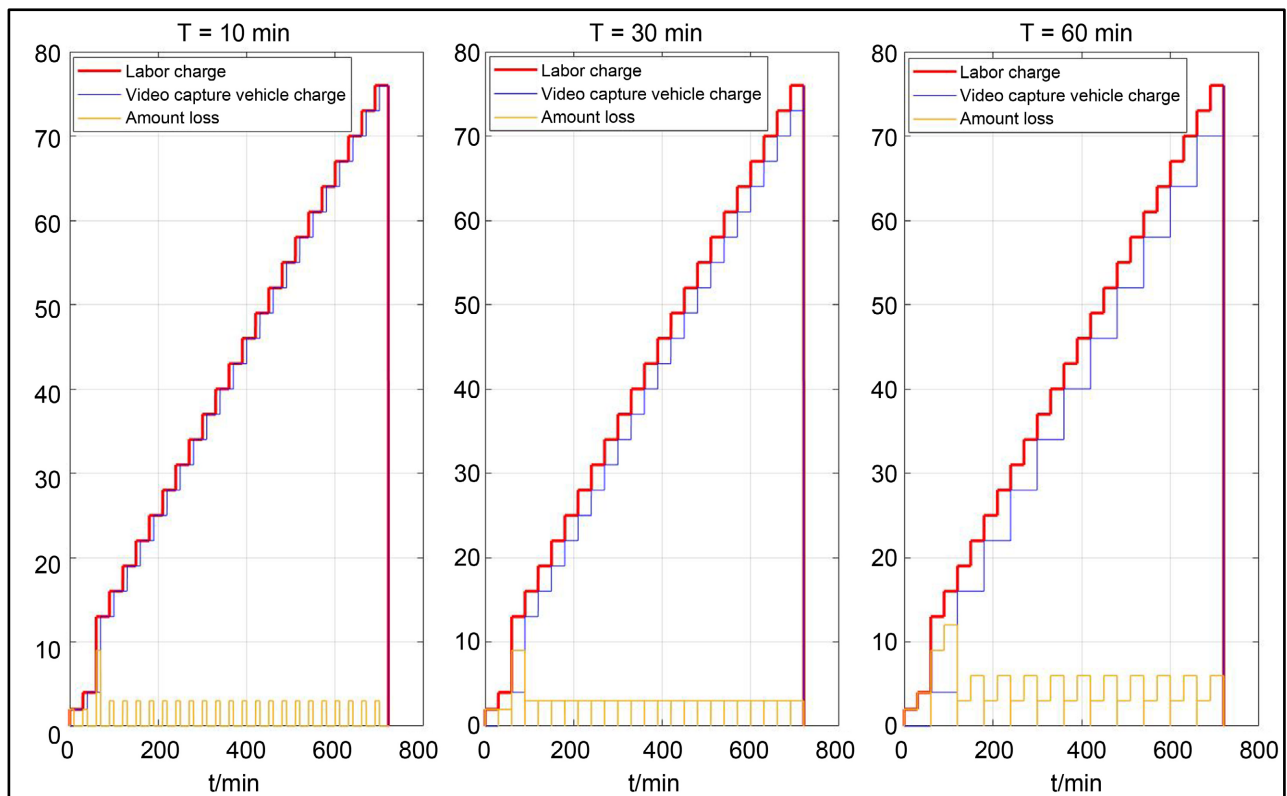 T = 10 min
80
70
60
50
40
30
20
10
0
Labor charge
Video capture vehicle charge
Amount loss
0
200
400
600
800
t/min
T = 30 min
80
70
60
50
40
30
20
10
0
Labor charge
Video capture vehicle charge
Amount loss
0
200
400
600
800
t/min
T = 60 min
80
70
60
50
40
30
20
10
0
Labor charge
Video capture vehicle charge
Amount loss
0
200
400
600
800
t/min